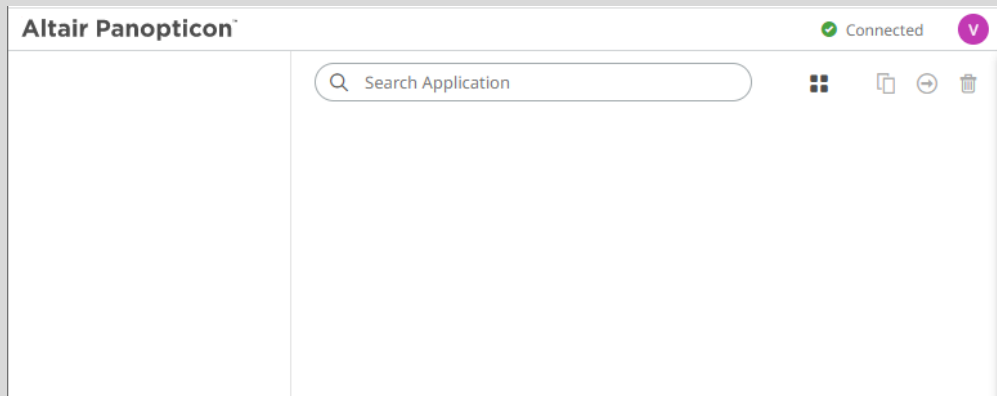 Altair Panopticon™
Connected
V
Search Application